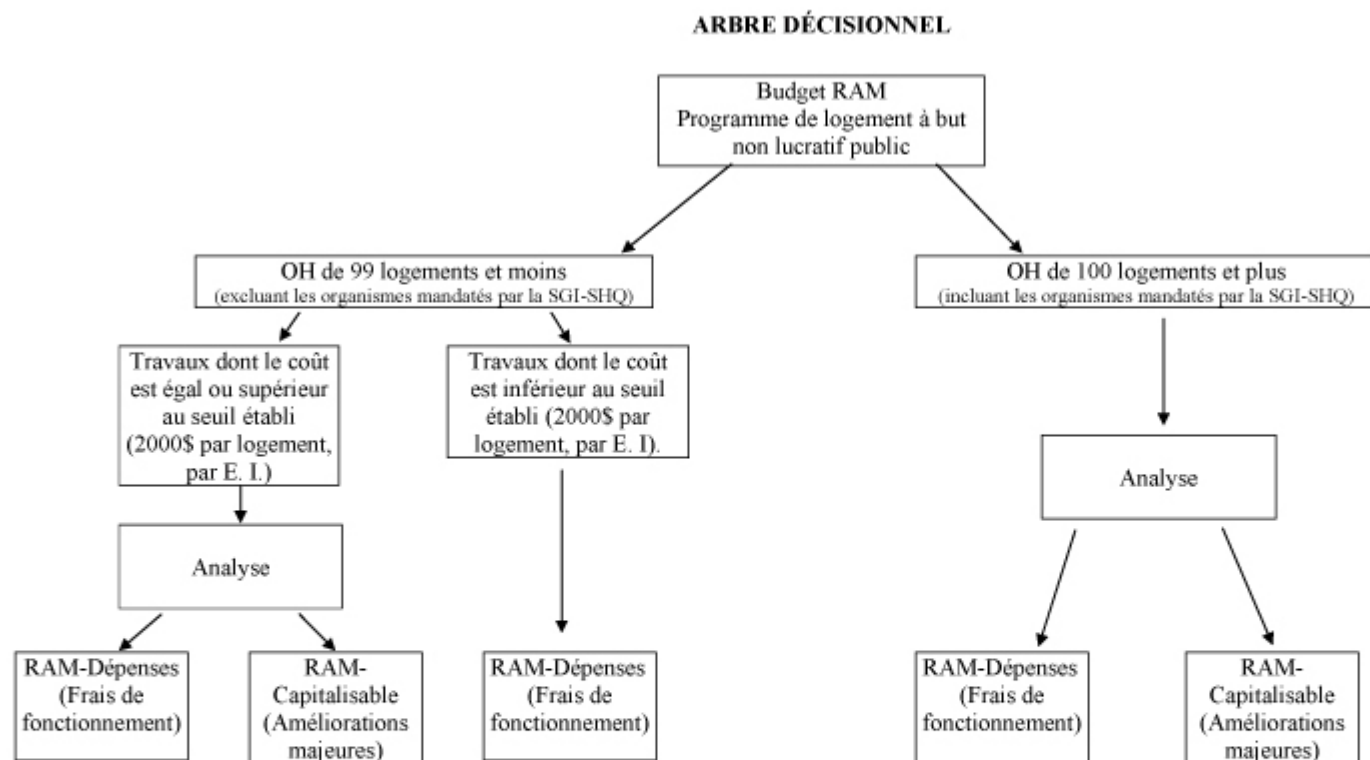 ARBRE DÉCISIONNEL
Budget RAM
Programme de logement à but
non lucratif public
OH de 99 logements et moins
(excluant les organismes mandatés par la SGI-SHQ)
OH de 100 logements et plus
(incluant les organismes mandatés par la SGI-SHQ)
Travaux dont le coût
est égal ou supérieur
au seuil établi
(2000$ par logement,
par E. I.)
Travaux dont le coût
est inférieur au seuil
établi (2000$ par
logement, par E. I).
Analyse
Analyse
RAM-Dépenses
(Frais de
fonctionnement)
RAM-
Capitalisable
(Améliorations
majeures)
RAM-Dépenses
(Frais de
fonctionnement)
RAM-Dépenses
(Frais de
fonctionnement)
RAM-
Capitalisable
(Améliorations
majeures)